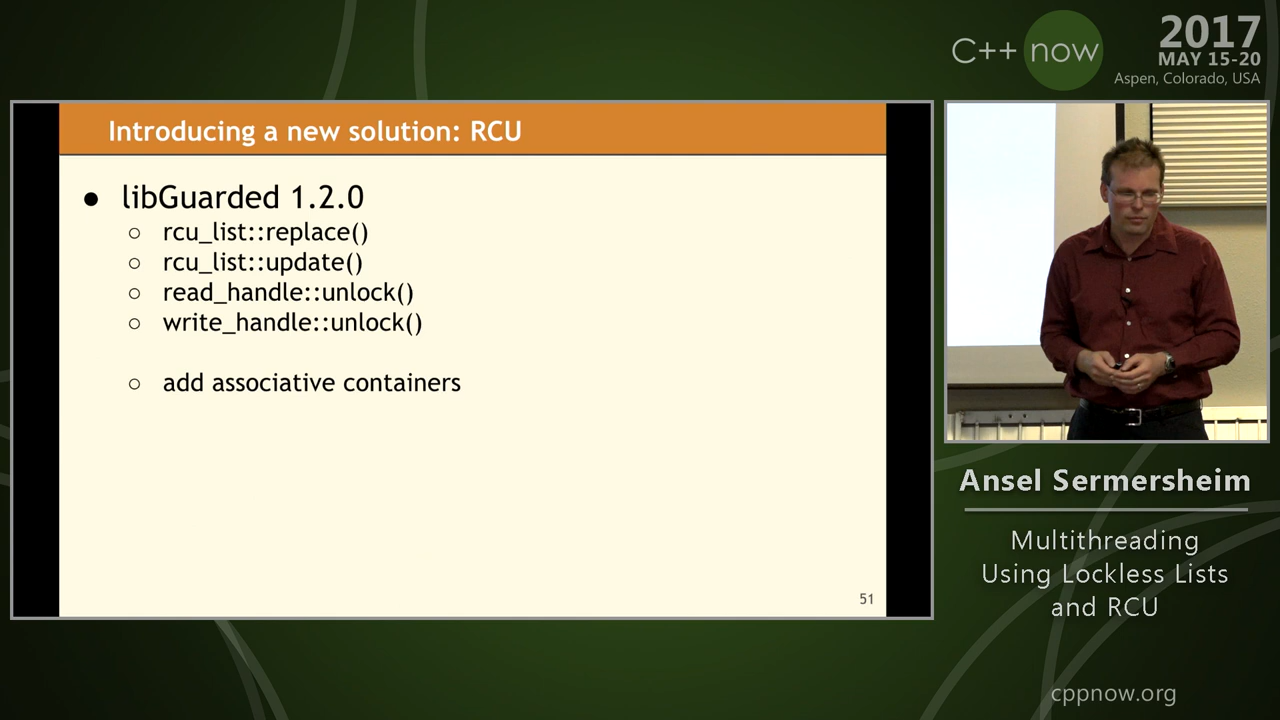 C++ now
2017
MAY 15-20
Aspen, Colorado, USA
Introducing a new solution: RCU
● libGuarded 1.2.0
○ rcu_list::replace()
○ rcu_list::update()
○ read_handle::unlock()
○ write_handle::unlock()
○ add associative containers
51
Ansel Sermersheim
Multithreading
Using Lockless Lists
and RCU
cppnow.org